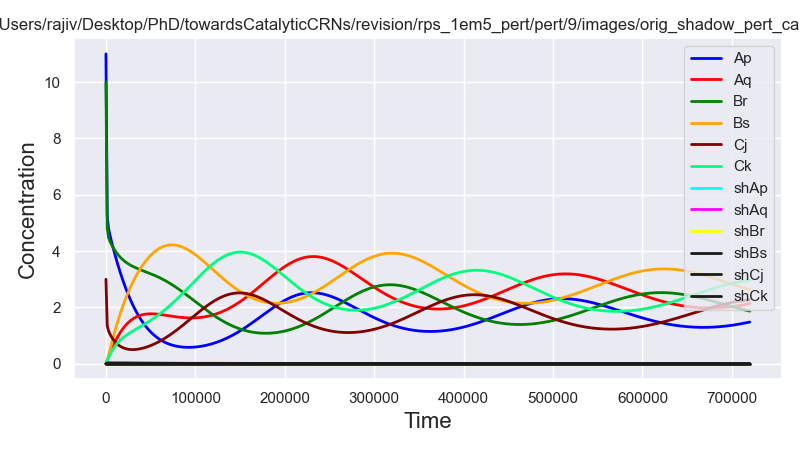 Users/rajiv/Desktop/PhD/towardsCatalyticCRNs/revision/rps_1em5_pert/pert/9/images/orig_shadow_pert_ca
Concentration
10
8
6
4
2
0
0 100000 200000 300000 400000 500000 600000 700000
Time
Ap
Aq
Br
Bs
Cj
Ck
shAp
shAq
shBr
shBs
shCj
shCk